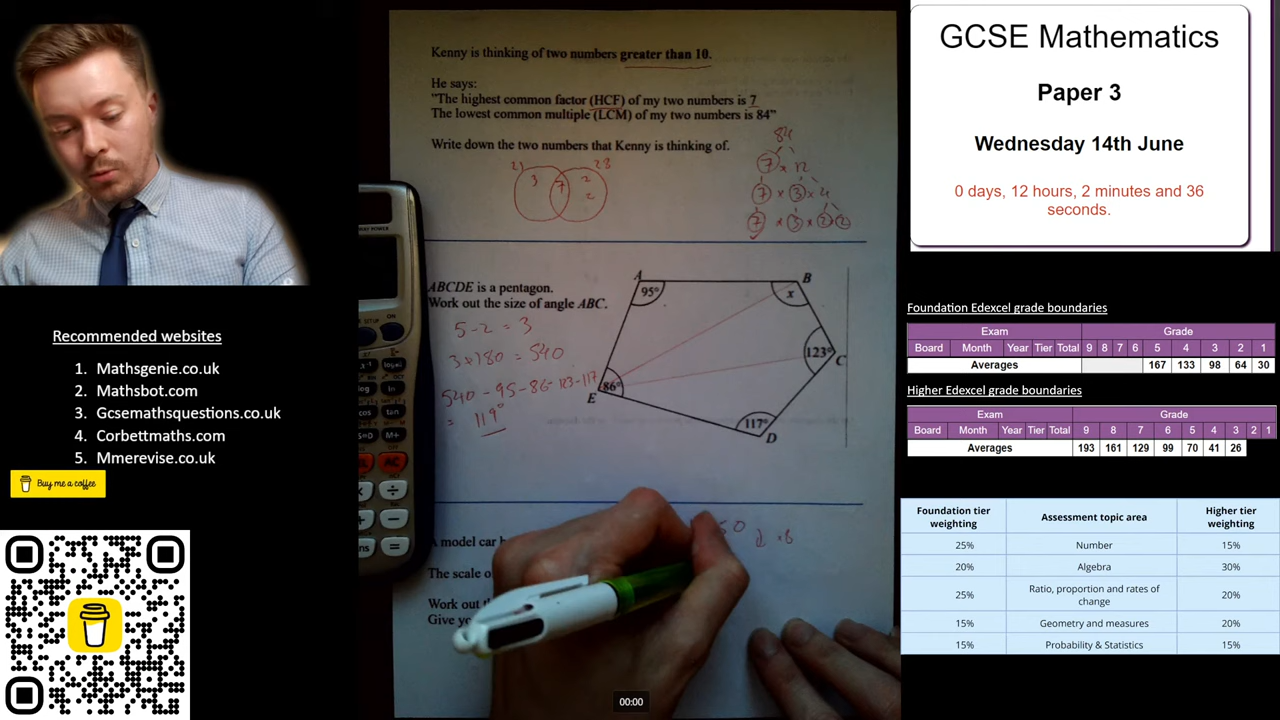 Recommended websites
1. Mathsgenie.co.uk
2. Mathsbot.com
3. Gcsemathsquestions.co.uk
4. Corbettmaths.com
5. Mmerevise.co.uk
Buy me a coffee
Kenny is thinking of two numbers greater than 10.
He says:
"The highest common factor (HCF) of my two numbers is 7
The lowest common multiple (LCM) of my two numbers is 84"
Write down the two numbers that Kenny is thinking of.
84
7 x 12
7 x 3 x 4
7 x 3 x 2 x 2
21
28
3
7
2
2
ABCDE is a pentagon.
Work out the size of angle ABC.
5-2 = 3
3×180 = 540
540 - 95 - 86 - 123 - 117
= 119°
A
B
95°
x
123°
C
86°
E
117°
D
A model car
The scale o
Work out
Give yo
00:00
GCSE Mathematics
Paper 3
Wednesday 14th June
0 days, 12 hours, 2 minutes and 36
seconds.
Foundation Edexcel grade boundaries
Exam Grade
Board Month Year Tier Total 9 8 7 6 5 4 3 2 1
Averages 167 133 98 64 30
Higher Edexcel grade boundaries
Exam Grade
Board Month Year Tier Total 9 8 7 6 5 4 3 2 1
Averages 193 161 129 99 70 41 26
Foundation tier weighting Assessment topic area Higher tier weighting
25% Number 15%
20% Algebra 30%
25% Ratio, proportion and rates of change 20%
15% Geometry and measures 20%
15% Probability & Statistics 15%